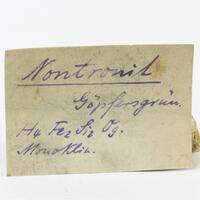 Nontronit
Göpfersgrün.
H4 Fe2 Si2 O9.
Monoklin.